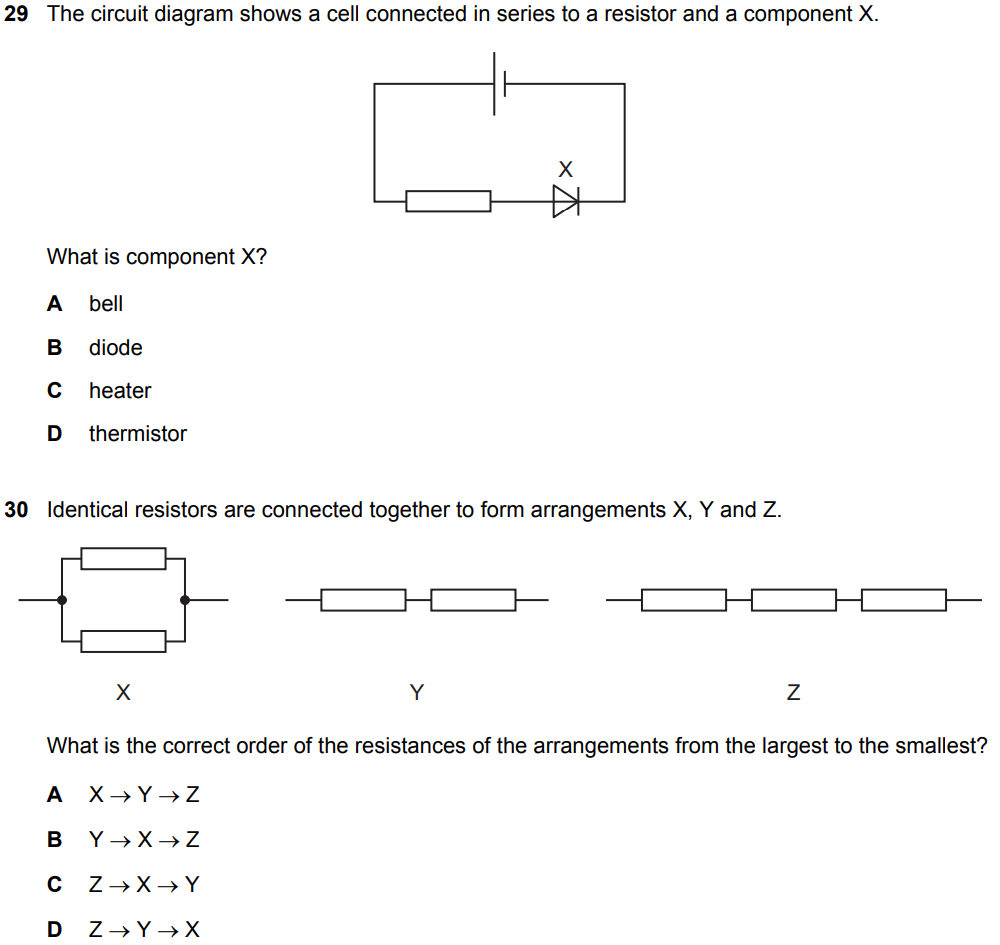 29 The circuit diagram shows a cell connected in series to a resistor and a component X.
X
What is component X?
A bell
B diode
C heater
D thermistor
30 Identical resistors are connected together to form arrangements X, Y and Z.
X Y Z
What is the correct order of the resistances of the arrangements from the largest to the smallest?
A X → Y → Z
B Y → X → Z
C Z → X → Y
D Z → Y → X